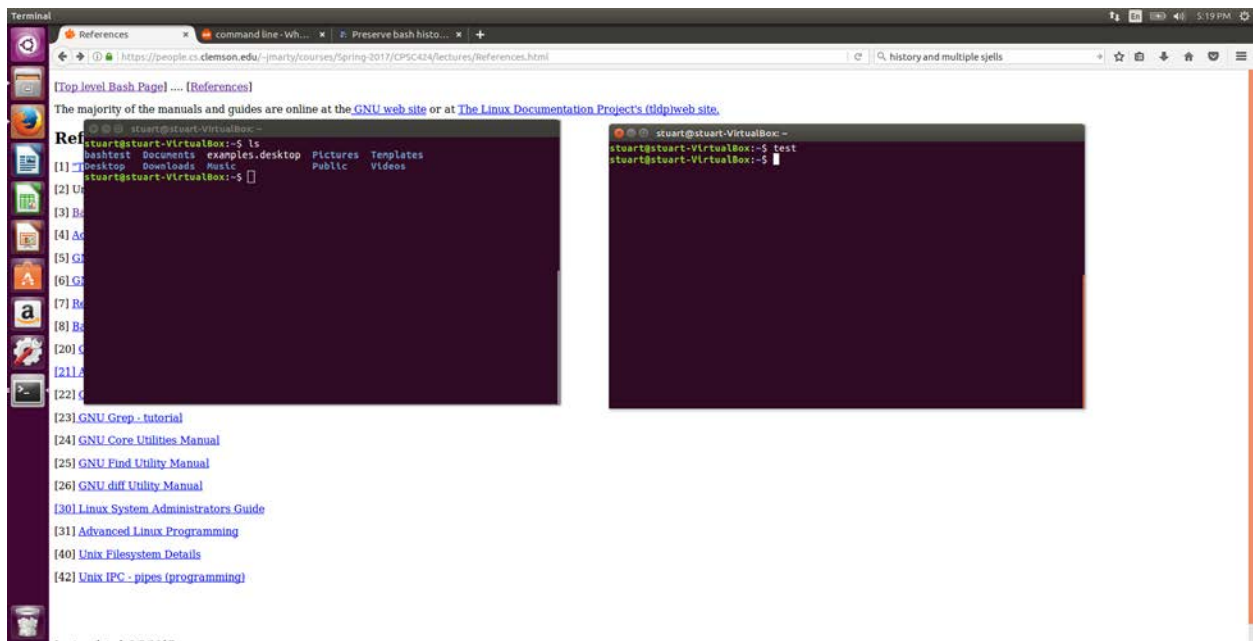 Terminal
En
5:19 PM
References
command line - Wh...
Preserve bash histo...
https://people.cs.clemson.edu/~jmarty/courses/Spring-2017/CPSC424/lectures/References.html
history and multiple sjells
[Top level Bash Page] .... [References]
The majority of the manuals and guides are online at the GNU web site or at The Linux Documentation Project's (tldp)web site.
Ref
stuart@stuart-VirtualBox: ~
stuart@stuart-VirtualBox:~$ ls
bashtest Documents examples.desktop Pictures Templates
Desktop Downloads Music Public Videos
stuart@stuart-VirtualBox:~$
stuart@stuart-VirtualBox: ~
stuart@stuart-VirtualBox:~$ test
stuart@stuart-VirtualBox:~$
[1] "T
[2] Un
[3] Ba
[4] Ad
[5] G
[6] G
[7] Re
[8] Ba
[20] G
[21] A
[22] G
[23] GNU Grep - tutorial
[24] GNU Core Utilities Manual
[25] GNU Find Utility Manual
[26] GNU diff Utility Manual
[30] Linux System Administrators Guide
[31] Advanced Linux Programming
[40] Unix Filesystem Details
[42] Unix IPC - pipes (programming)